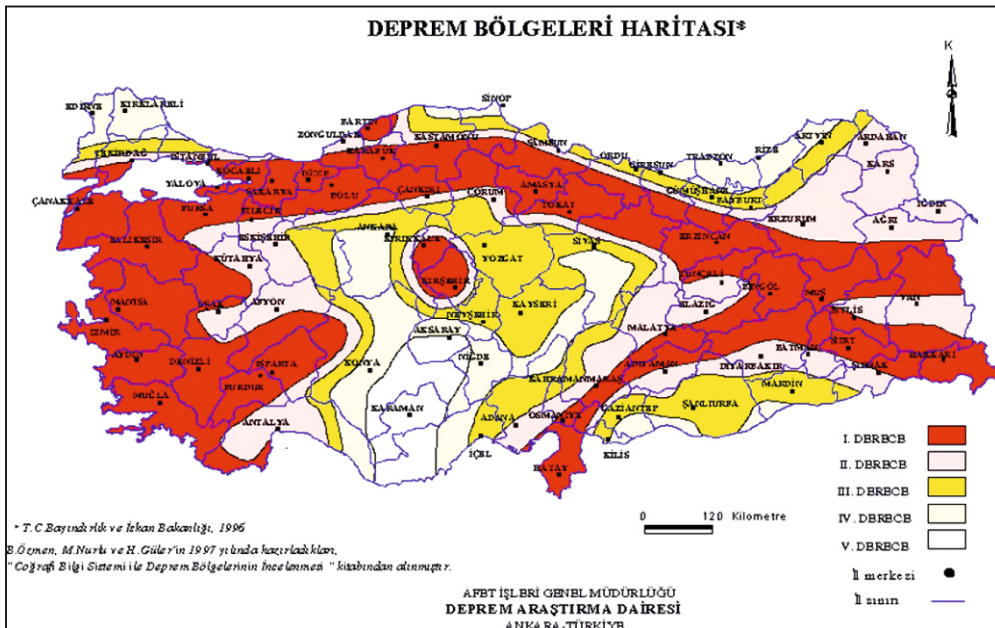 DEPREM BÖLGELERİ HARİTASI*
K
SİNOP
EDİRNE
KIRKLARELİ
BARTIN
ZONGULDAK
KASTAMONU
KARABÜK
SAMSUN
ORDU
GİRESUN
TRABZON
RİZE
ARTVİN
ARDAHAN
KARS
TEKİRDAĞ
İSTANBUL
KOCAELİ
YALOVA
SAKARYA
DÜZCE
BOLU
ÇANKIRI
ÇORUM
AMASYA
TOKAT
GÜMÜŞHANE
BAYBURT
ERZURUM
AĞRI
IĞDIR
ÇANAKKALE
BURSA
BİLECİK
BALIKESİR
ESKİŞEHİR
ANKARA
KIRIKKALE
YOZGAT
SİVAS
ERZİNCAN
KÜTAHYA
KIRŞEHİR
TUNCELİ
BİNGÖL
MUŞ
VAN
MANİSA
UŞAK
AFYON
NEVŞEHİR
KAYSERİ
ELAZIĞ
BİTLİS
İZMİR
AKSARAY
MALATYA
AYDIN
DENİZLİ
ISPARTA
BURDUR
KONYA
NİĞDE
KAHRAMANMARAŞ
ADIYAMAN
DİYARBAKIR
BATMAN
SİİRT
ŞIRNAK
HAKKARİ
MUĞLA
ANTALYA
KARAMAN
ADANA
OSMANİYE
GAZİANTEP
ŞANLIURFA
MARDİN
İÇEL
KİLİS
HATAY
I. DBRBCB
II. DBRBCB
III. DBRBCB
IV. DBRBCB
V. DBRBCB
İl merkezi
İl sınırı
0 120 Kilometre
* T.C.Bayındırlık ve İskan Bakanlığı, 1996
B.Özmen, M.Nurlu ve H.Güler'in 1997 yılında hazırladıkları,
"Coğrafi Bilgi Sistemi ile Deprem Bölgelerinin İncelenmesi" kitabından alınmıştır.
AFET İŞLERİ GENEL MÜDÜRLÜĞÜ
DEPREM ARAŞTIRMA DAİRESİ
ANKARA-TÜRKİYE